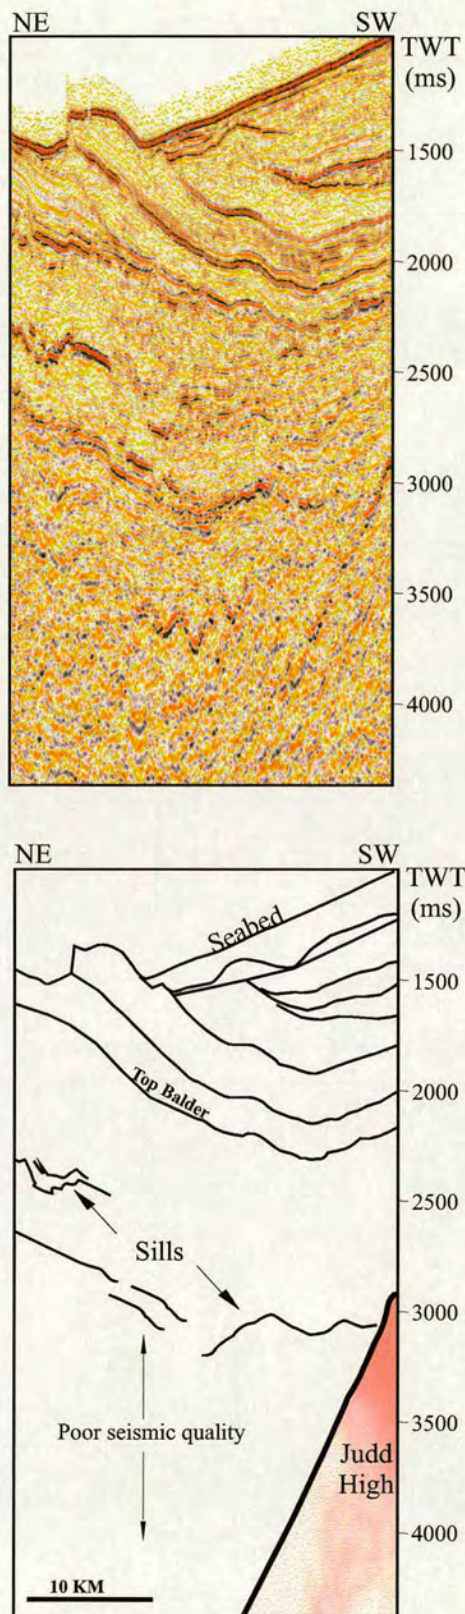 NE SW
TWT
(ms)
1500
2000
2500
3000
3500
4000
NE SW
TWT
(ms)
Seabed
1500
Top Balder
2000
2500
Sills
3000
Poor seismic quality
3500
Judd
High
4000
10 KM